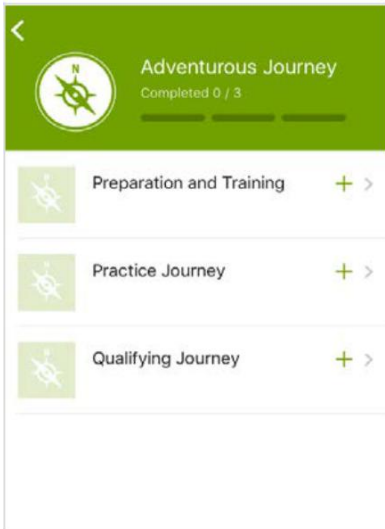 N
Adventurous Journey
Completed 0 / 3
Preparation and Training
Practice Journey
Qualifying Journey